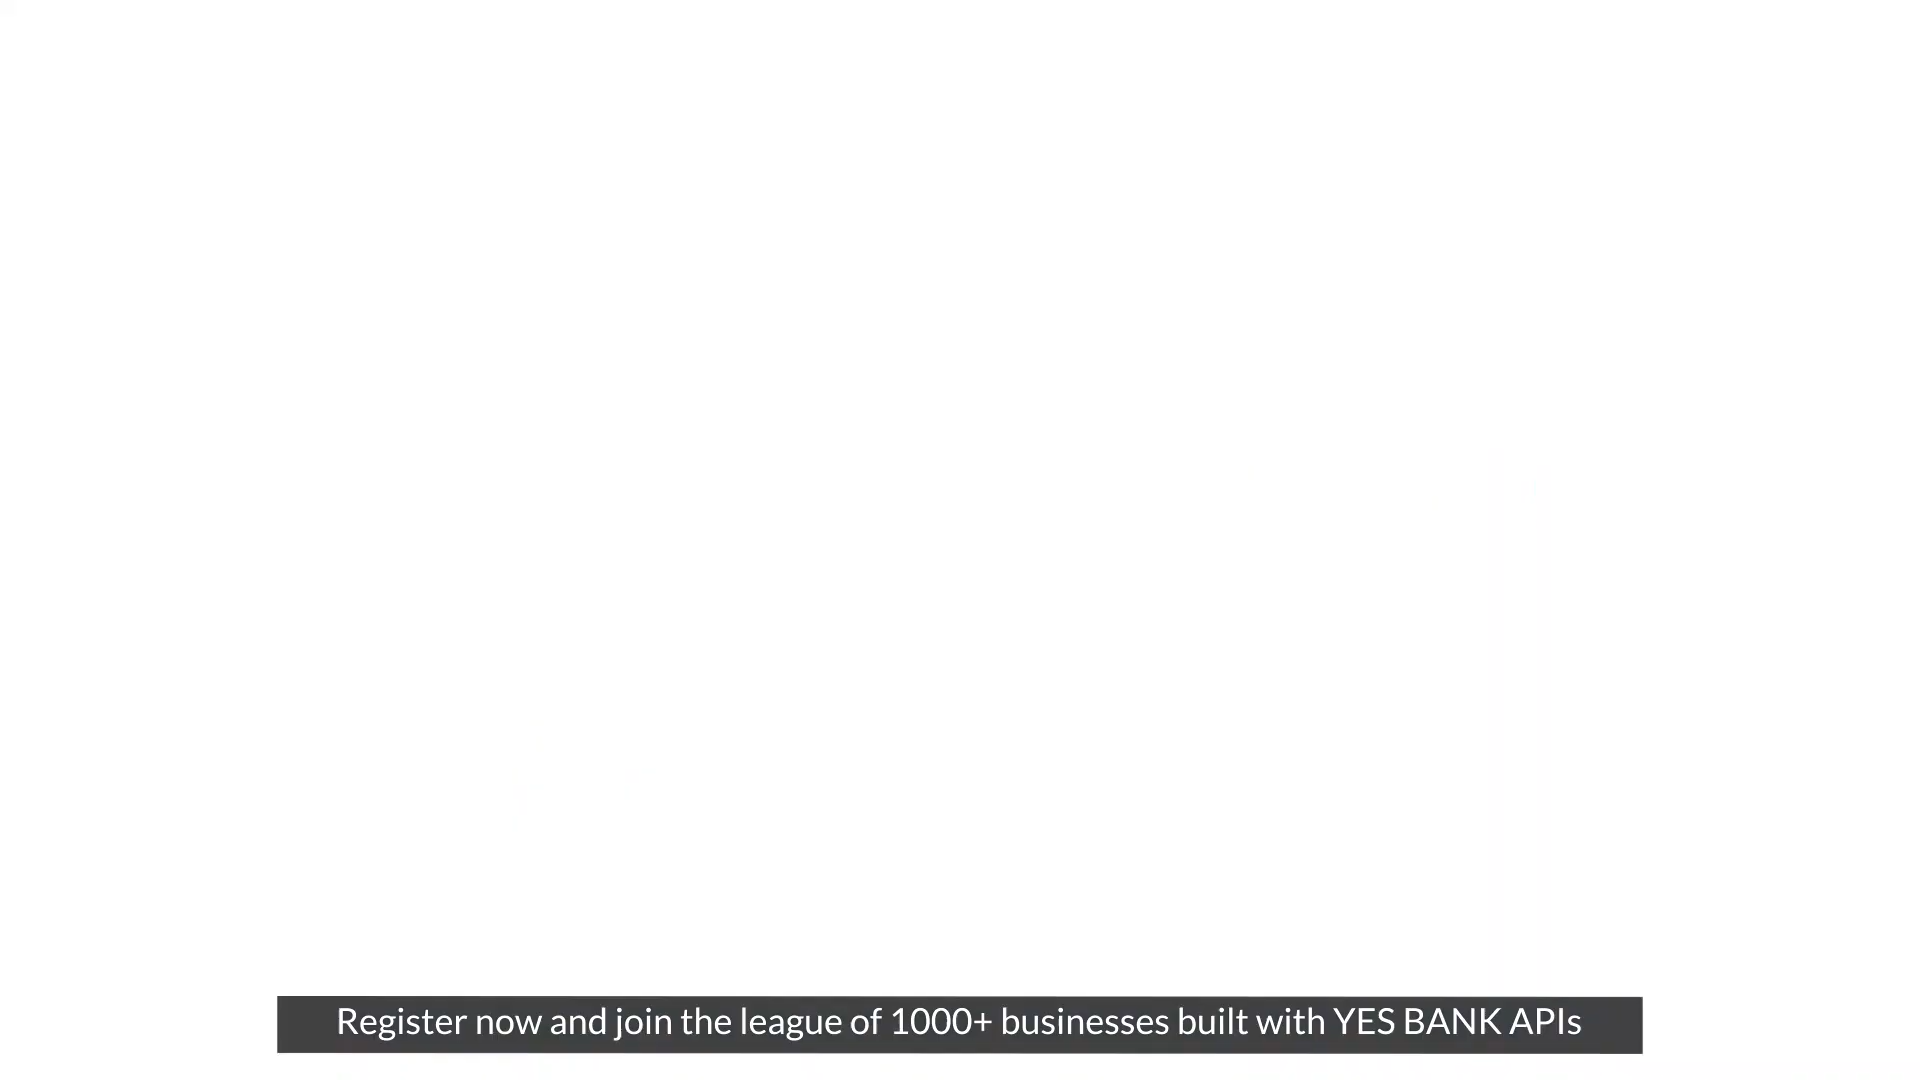 Register now and join the league of 1000+ businesses built with YES BANK APIs